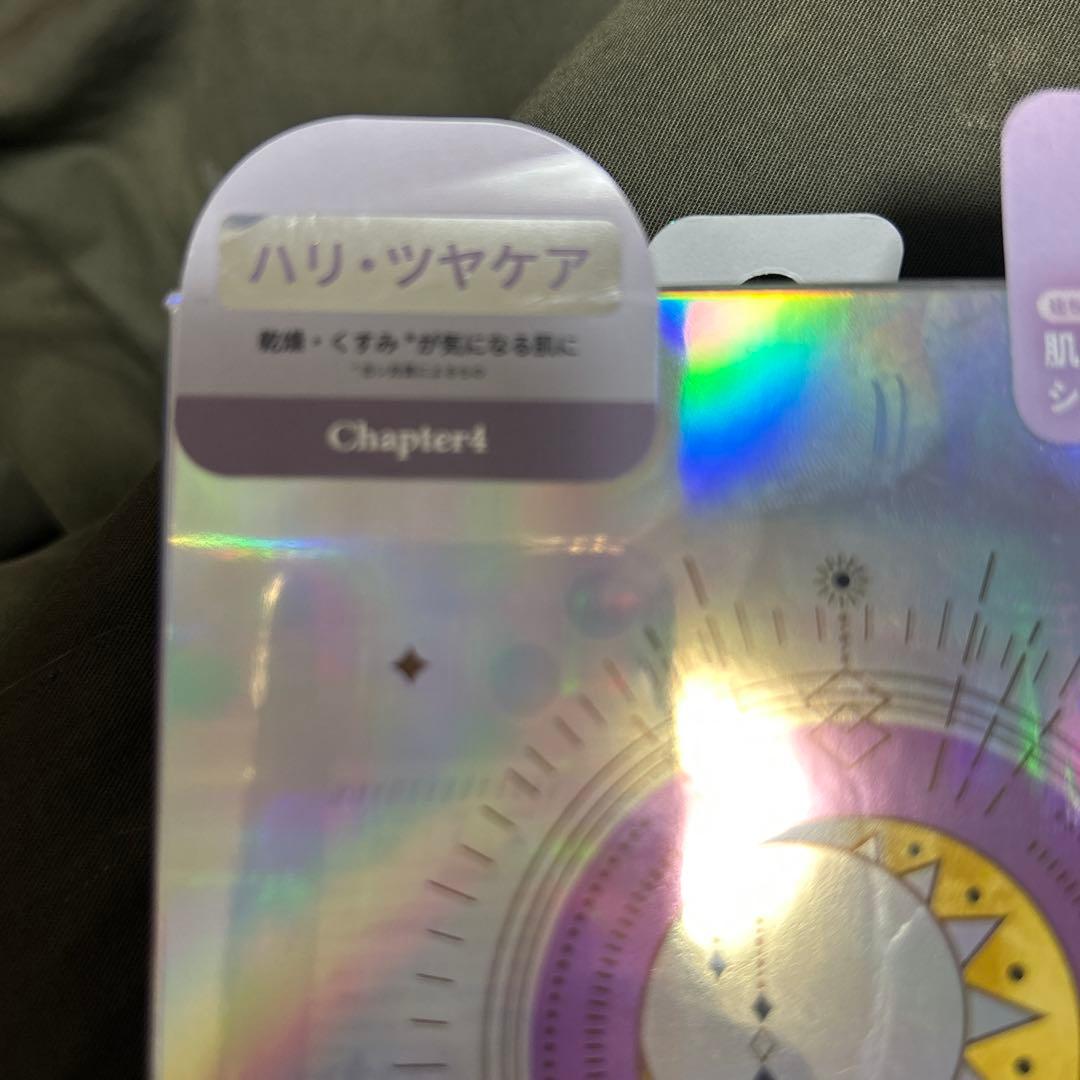 ハリ・ツヤケア
乾燥・くすみ*が気になる肌に
Chapter4
肌
シ